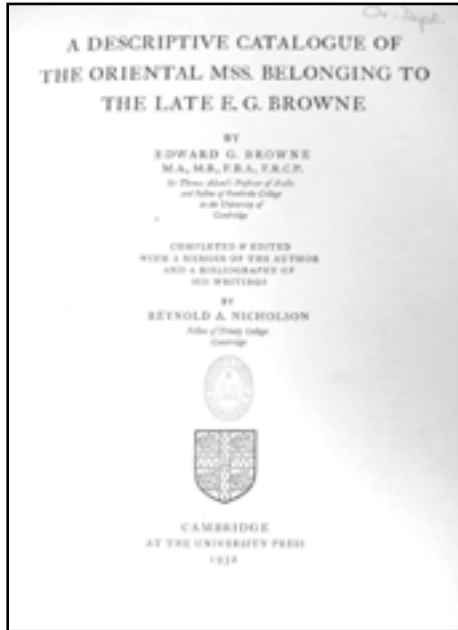 Or. Dept.
A DESCRIPTIVE CATALOGUE OF
THE ORIENTAL MSS. BELONGING TO
THE LATE E. G. BROWNE
BY
EDWARD G. BROWNE
M.A., M.B., F.B.A., F.R.C.P.
Sir Thomas Adams's Professor of Arabic
and Fellow of Pembroke College
in the University of
Cambridge
COMPLETED & EDITED
WITH A MEMOIR OF THE AUTHOR
AND A BIBLIOGRAPHY OF
HIS WRITINGS
BY
REYNOLD A. NICHOLSON
Fellow of Trinity College
Cambridge
CAMBRIDGE
AT THE UNIVERSITY PRESS
1932